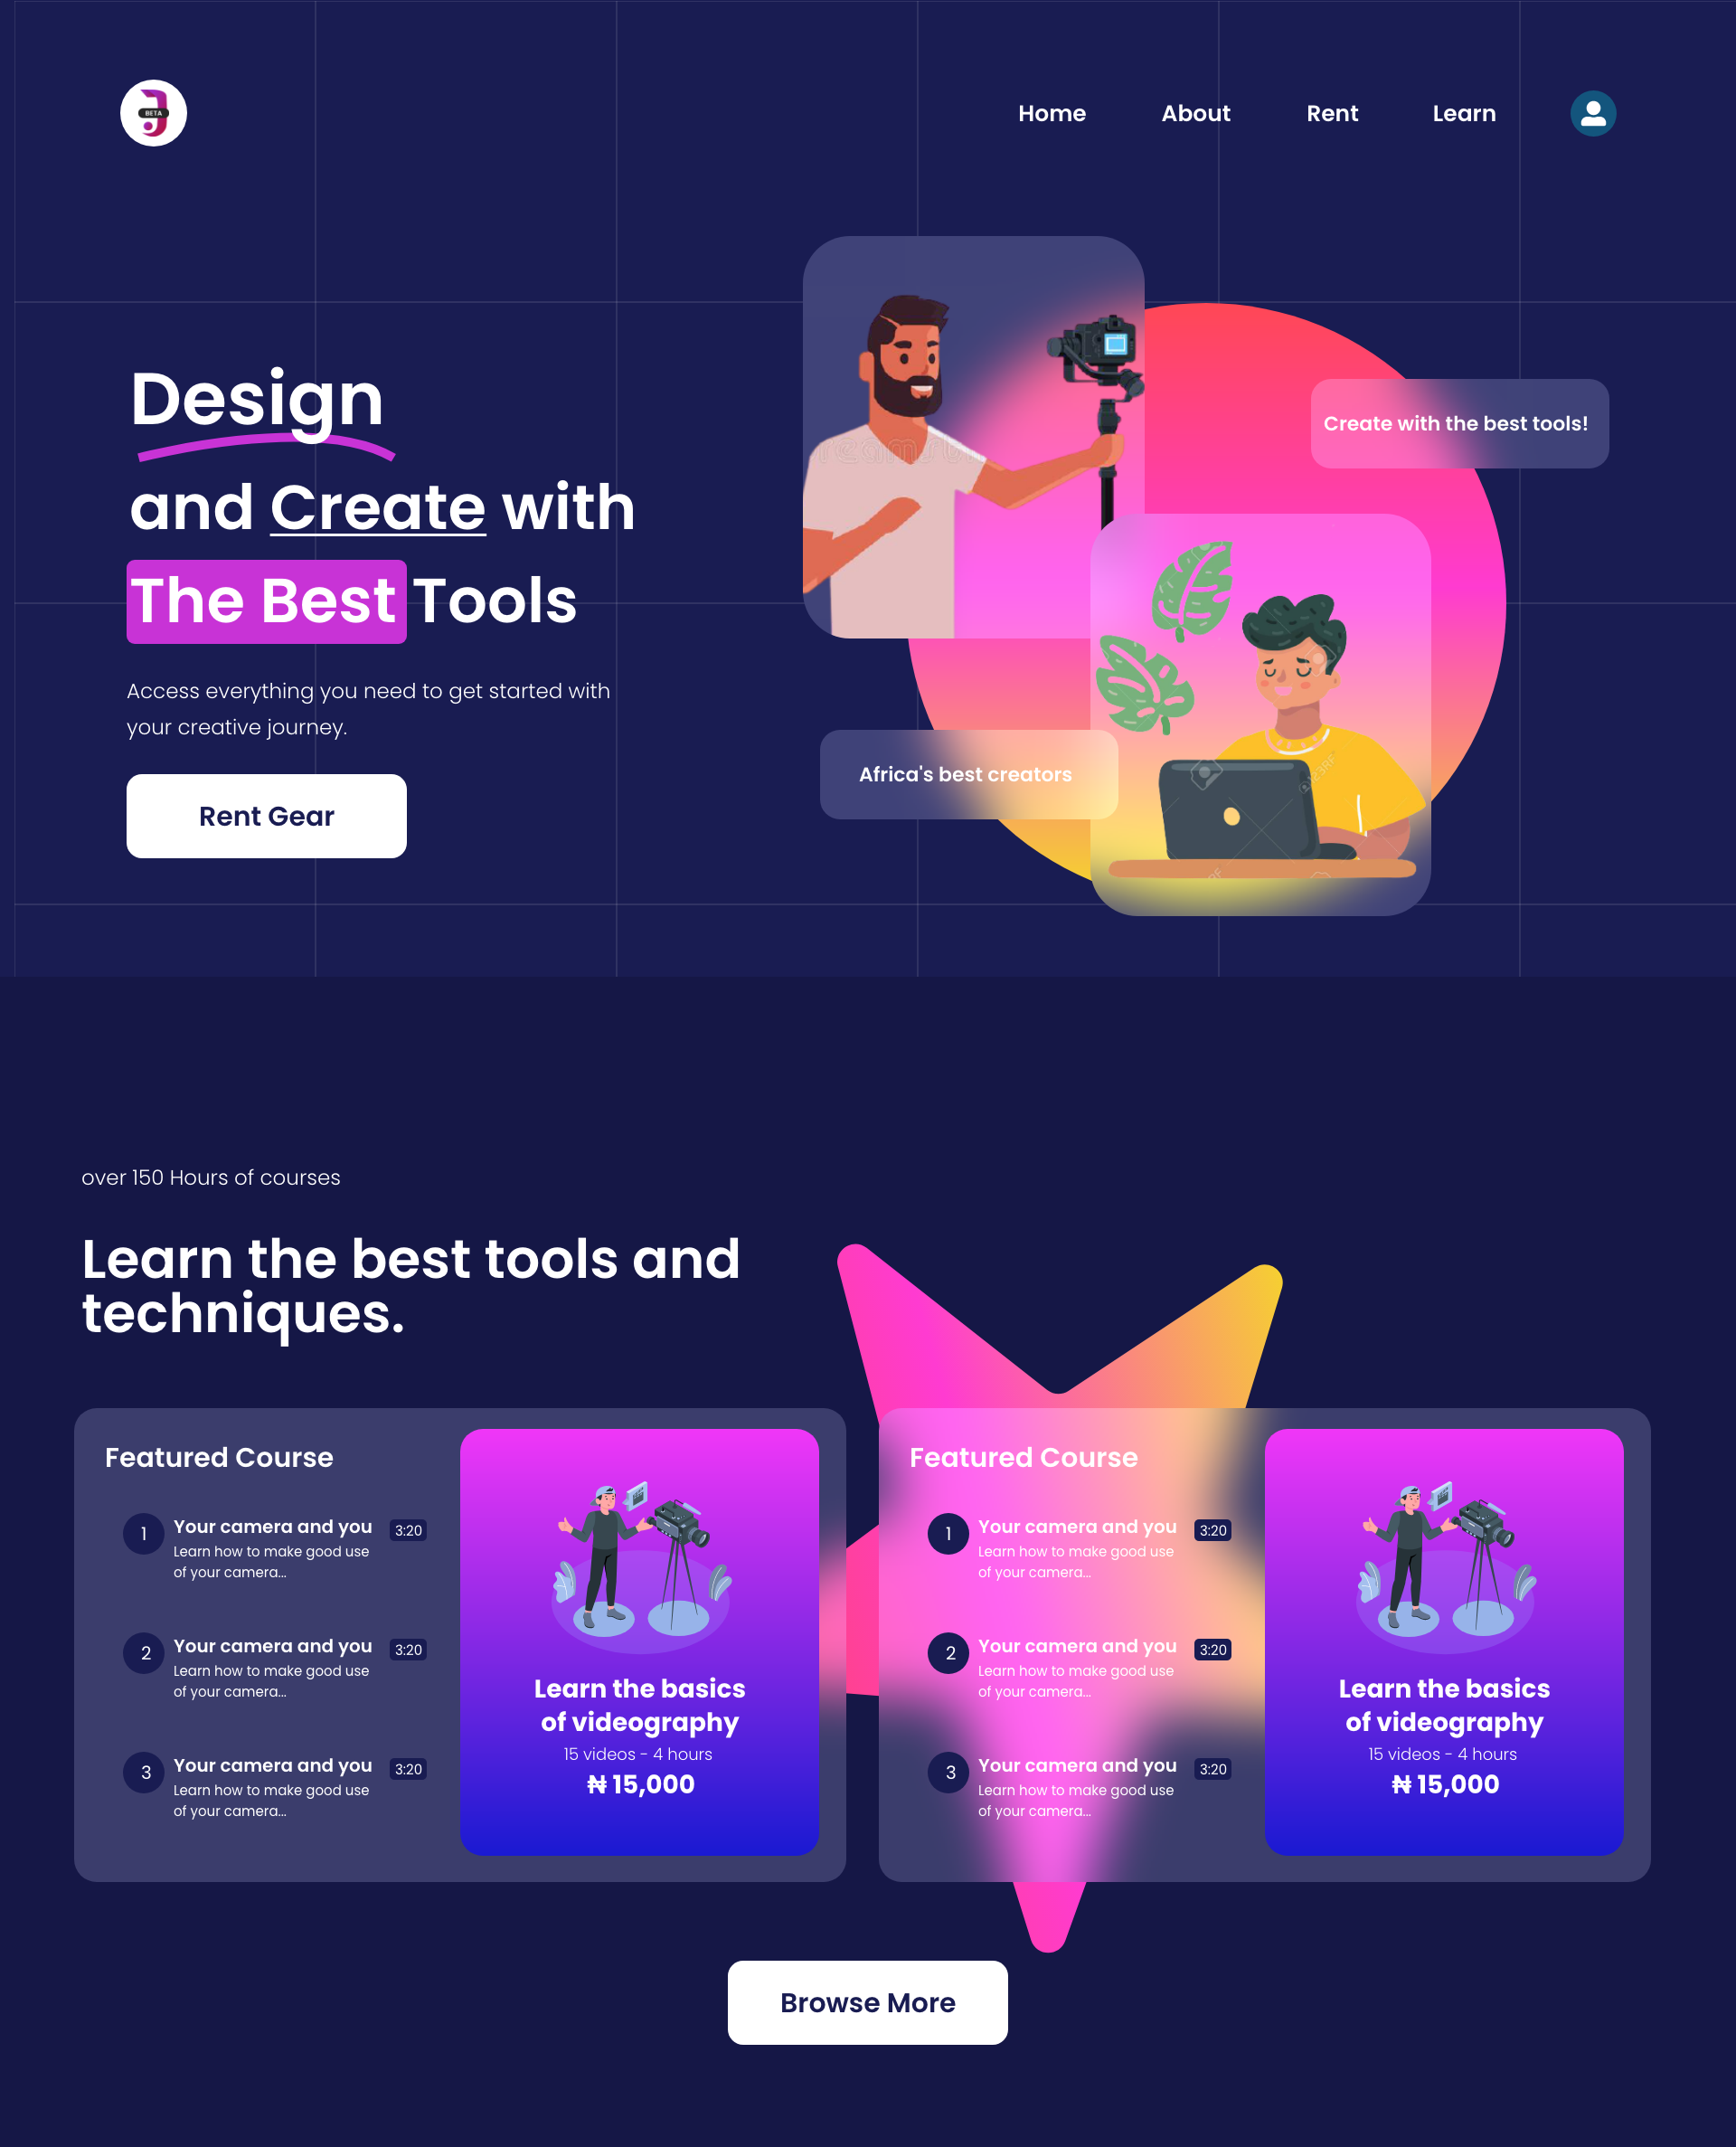 BETA
Home About Rent Learn
Design
and Create with
The Best Tools
Access everything you need to get started with
your creative journey.
Rent Gear
Create with the best tools!
Africa's best creators
123RF
over 150 Hours of courses
Learn the best tools and
techniques.
Featured Course
1
Your camera and you 3:20
Learn how to make good use
of your camera...
2
Your camera and you 3:20
Learn how to make good use
of your camera...
3
Your camera and you 3:20
Learn how to make good use
of your camera...
Learn the basics
of videography
15 videos - 4 hours
₦ 15,000
Featured Course
1
Your camera and you 3:20
Learn how to make good use
of your camera...
2
Your camera and you 3:20
Learn how to make good use
of your camera...
3
Your camera and you 3:20
Learn how to make good use
of your camera...
Learn the basics
of videography
15 videos - 4 hours
₦ 15,000
Browse More